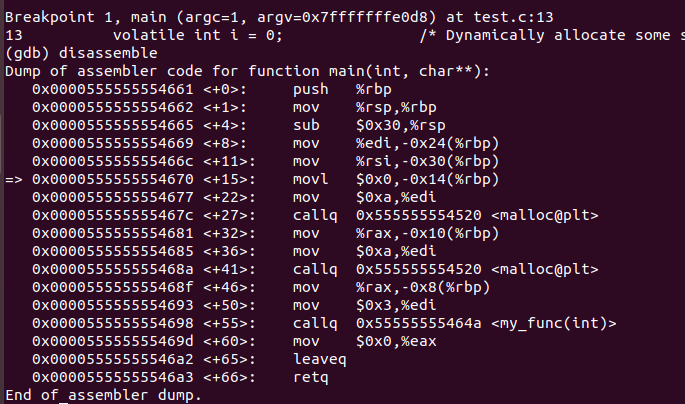 Breakpoint 1, main (argc=1, argv=0x7fffffffe0d8) at test.c:13
13          volatile int i = 0;               /* Dynamically allocate some s
(gdb) disassemble
Dump of assembler code for function main(int, char**):
   0x0000555555554661 <+0>:     push   %rbp
   0x0000555555554662 <+1>:     mov    %rsp,%rbp
   0x0000555555554665 <+4>:     sub    $0x30,%rsp
   0x0000555555554669 <+8>:     mov    %edi,-0x24(%rbp)
   0x000055555555466c <+11>:    mov    %rsi,-0x30(%rbp)
=> 0x0000555555554670 <+15>:    movl   $0x0,-0x14(%rbp)
   0x0000555555554677 <+22>:    mov    $0xa,%edi
   0x000055555555467c <+27>:    callq  0x555555554520 <malloc@plt>
   0x0000555555554681 <+32>:    mov    %rax,-0x10(%rbp)
   0x0000555555554685 <+36>:    mov    $0xa,%edi
   0x000055555555468a <+41>:    callq  0x555555554520 <malloc@plt>
   0x000055555555468f <+46>:    mov    %rax,-0x8(%rbp)
   0x0000555555554693 <+50>:    mov    $0x3,%edi
   0x0000555555554698 <+55>:    callq  0x55555555464a <my_func(int)>
   0x000055555555469d <+60>:    mov    $0x0,%eax
   0x00005555555546a2 <+65>:    leaveq
   0x00005555555546a3 <+66>:    retq
End of assembler dump.